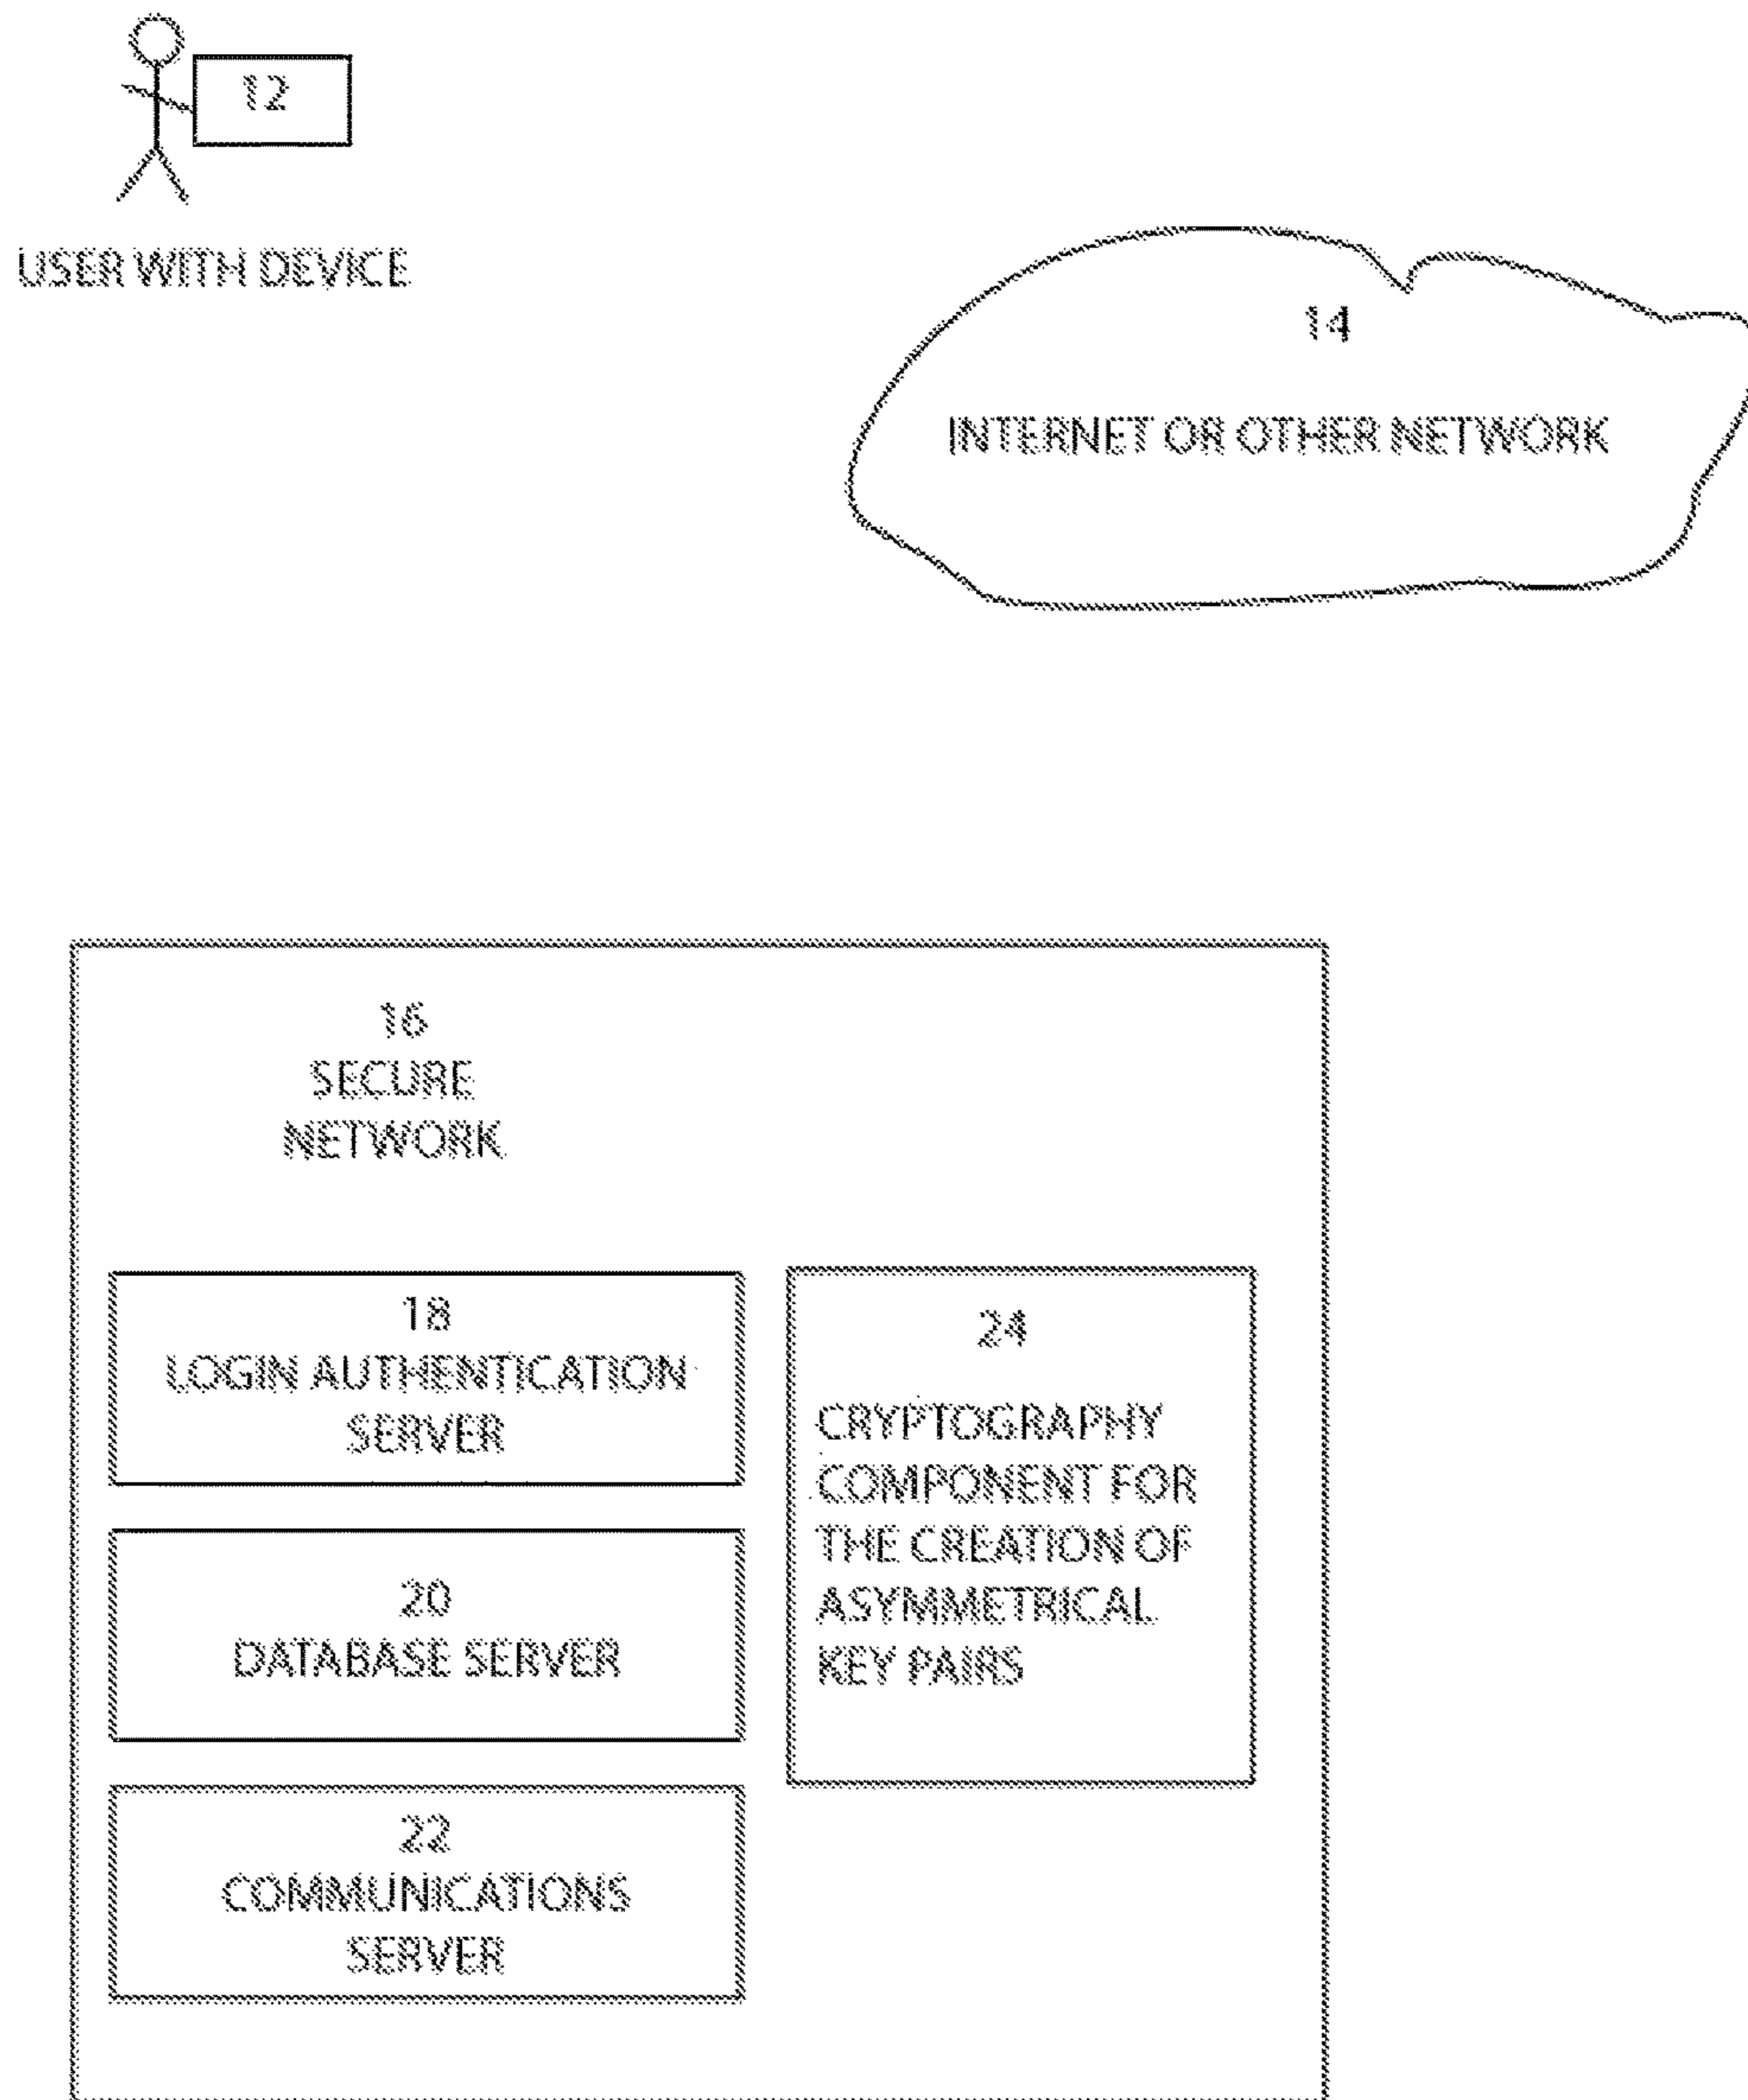 12
USER WITH DEVICE
14
INTERNET OR OTHER NETWORK
16
SECURE
NETWORK
18
LOGIN AUTHENTICATION
SERVER
20
DATABASE SERVER
22
COMMUNICATIONS
SERVER
24
CRYPTOGRAPHY
COMPONENT FOR
THE CREATION OF
ASYMMETRICAL
KEY PAIRS